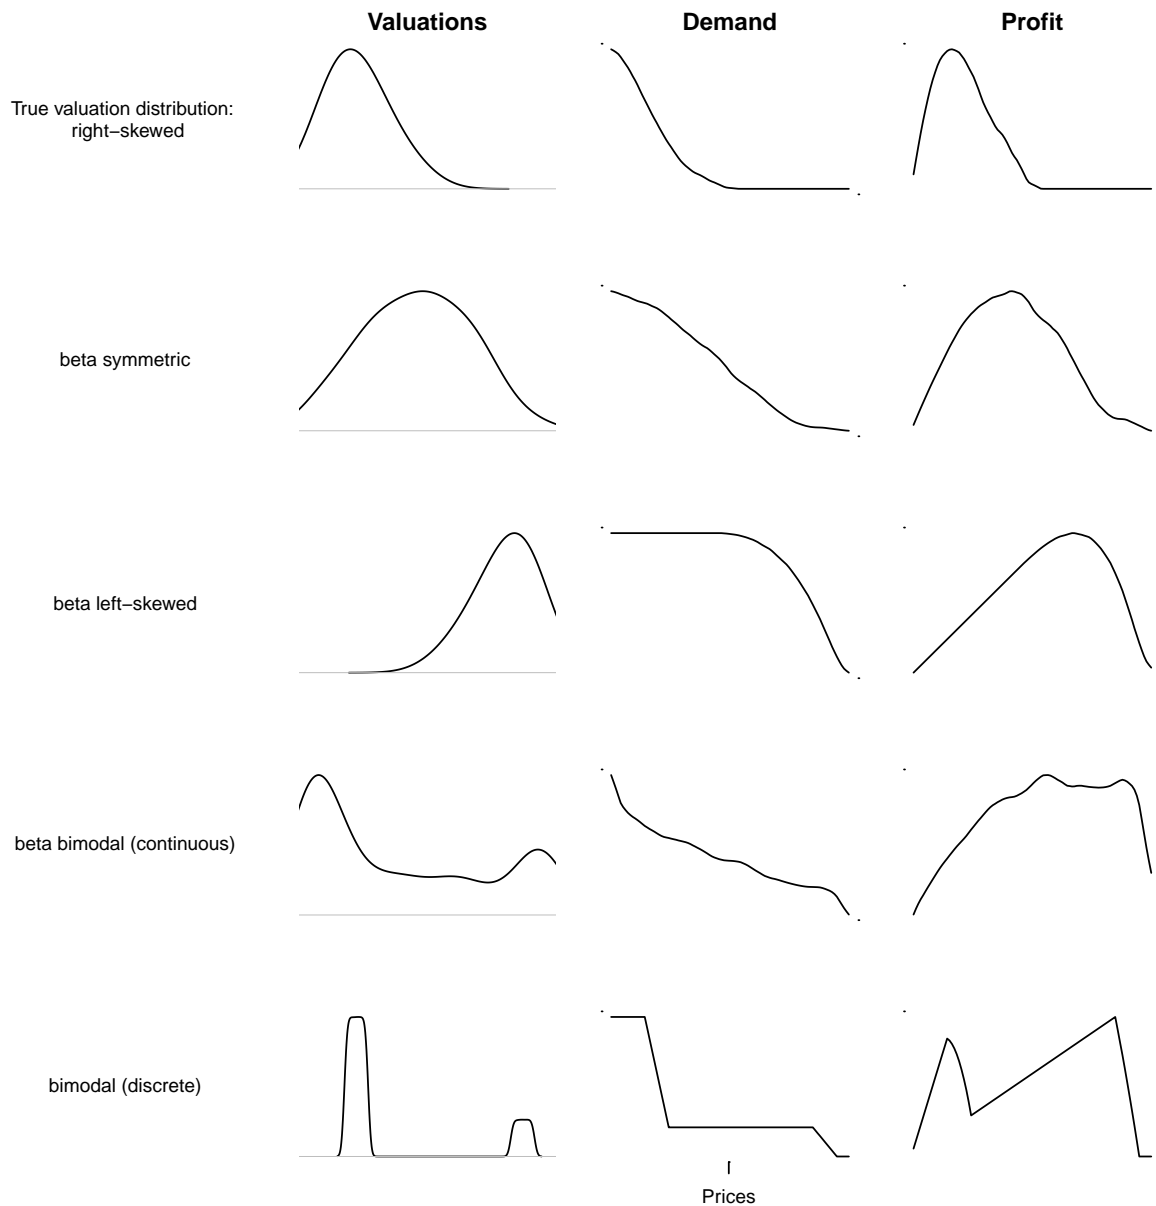 Valuations
Demand
Profit
True valuation distribution:
right−skewed
beta symmetric
beta left−skewed
beta bimodal (continuous)
bimodal (discrete)
Prices